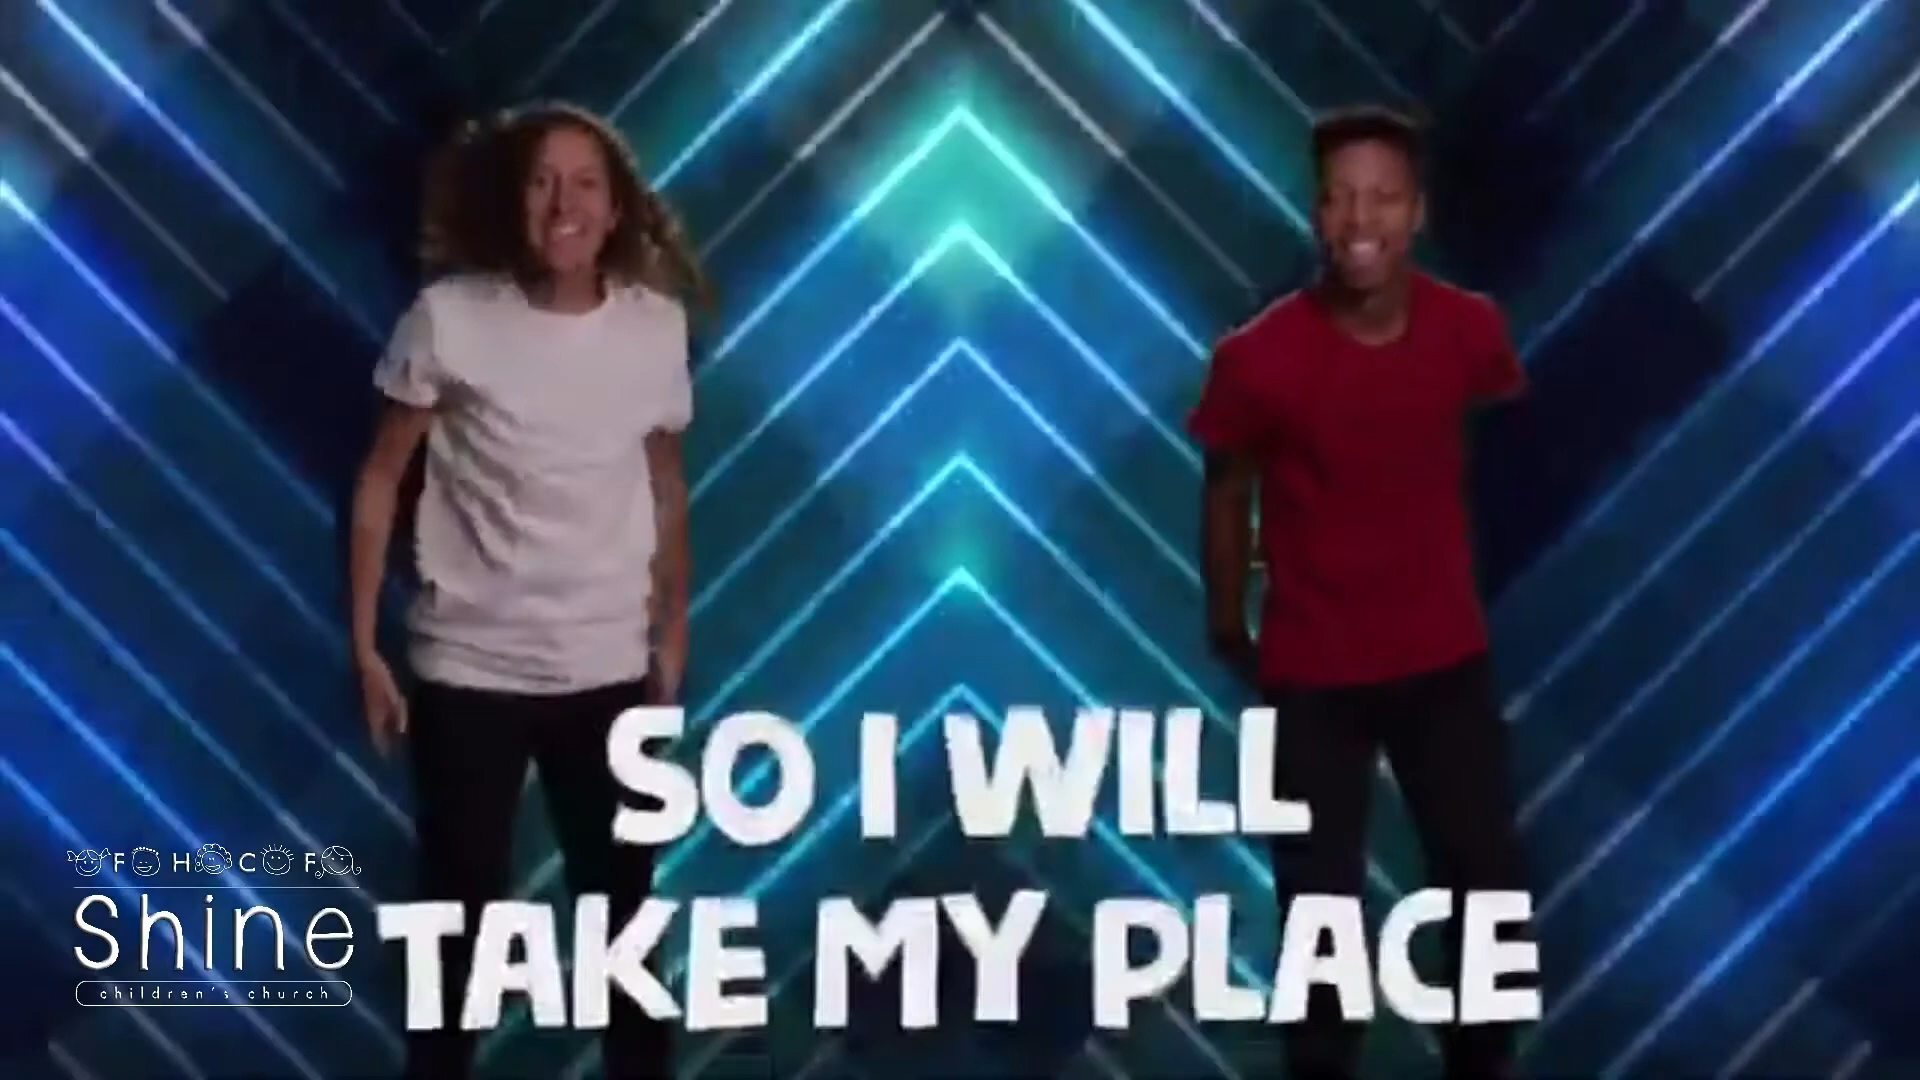 SO I WILL
TAKE MY PLACE
F H C F
Shine
children's church